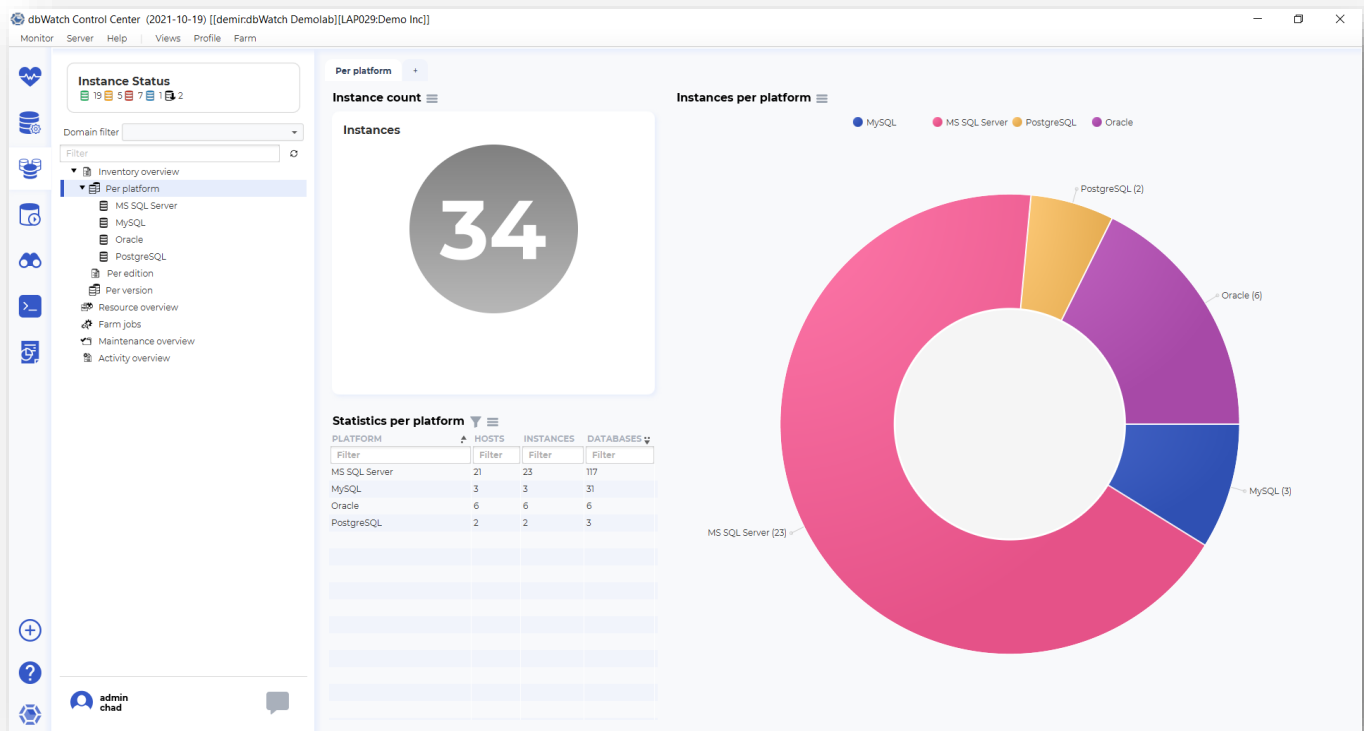 dbWatch Control Center (2021-10-19) [[demir:dbWatch Demolab][LAP029:Demo Inc]]
Monitor Server Help Views Profile Farm
Instance Status
19 5 7 1 2
Domain filter
Filter
Inventory overview
Per platform
MS SQL Server
MySQL
Oracle
PostgreSQL
Per edition
Per version
Resource overview
Farm jobs
Maintenance overview
Activity overview
admin
chad
Per platform +
Instance count
Instances
34
Statistics per platform
PLATFORM HOSTS INSTANCES DATABASES
Filter Filter Filter Filter
MS SQL Server 21 23 117
MySQL 3 3 31
Oracle 6 6 6
PostgreSQL 2 2 3
Instances per platform
MySQL MS SQL Server PostgreSQL Oracle
PostgreSQL (2)
Oracle (6)
MySQL (3)
MS SQL Server (23)